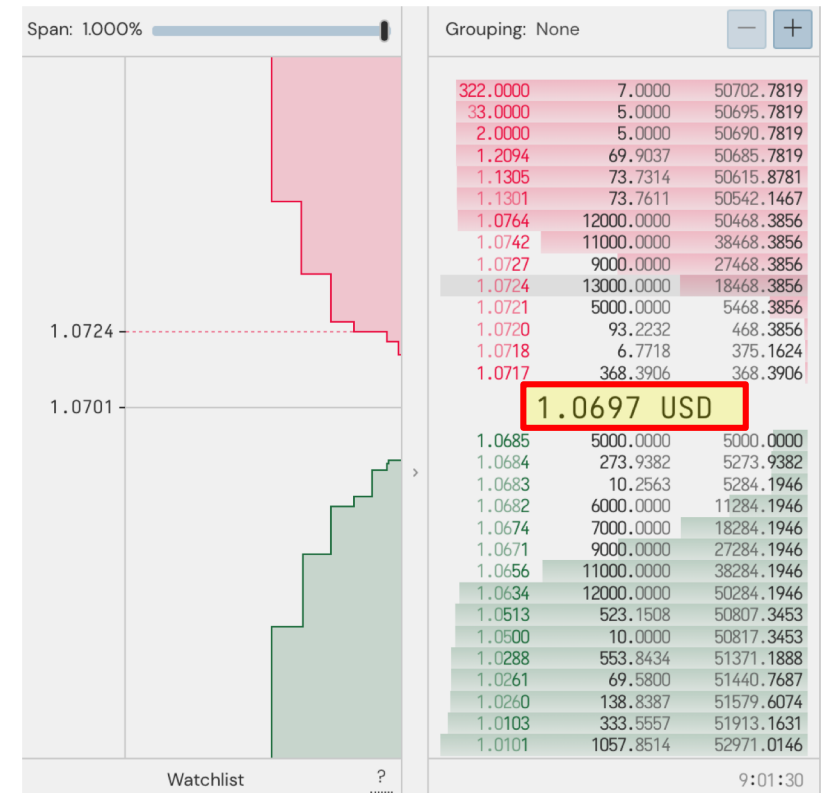 Span: 1.000%
Grouping: None
− +
322.0000 7.0000 50702.7819
33.0000 5.0000 50695.7819
2.0000 5.0000 50690.7819
1.2094 69.9037 50685.7819
1.1305 73.7314 50615.8781
1.1301 73.7611 50542.1467
1.0764 12000.0000 50468.3856
1.0742 11000.0000 38468.3856
1.0727 9000.0000 27468.3856
1.0724 13000.0000 18468.3856
1.0721 5000.0000 5468.3856
1.0720 93.2232 468.3856
1.0718 6.7718 375.1624
1.0717 368.3906 368.3906
1.0697 USD
1.0685 5000.0000 5000.0000
1.0684 273.9382 5273.9382
1.0683 10.2563 5284.1946
1.0682 6000.0000 11284.1946
1.0674 7000.0000 18284.1946
1.0671 9000.0000 27284.1946
1.0656 11000.0000 38284.1946
1.0634 12000.0000 50284.1946
1.0513 523.1508 50807.3453
1.0500 10.0000 50817.3453
1.0288 553.8434 51371.1888
1.0261 69.5800 51440.7687
1.0260 138.8387 51579.6074
1.0103 333.5557 51913.1631
1.0101 1057.8514 52971.0146
1.0724
1.0701
›
Watchlist ?
9:01:30